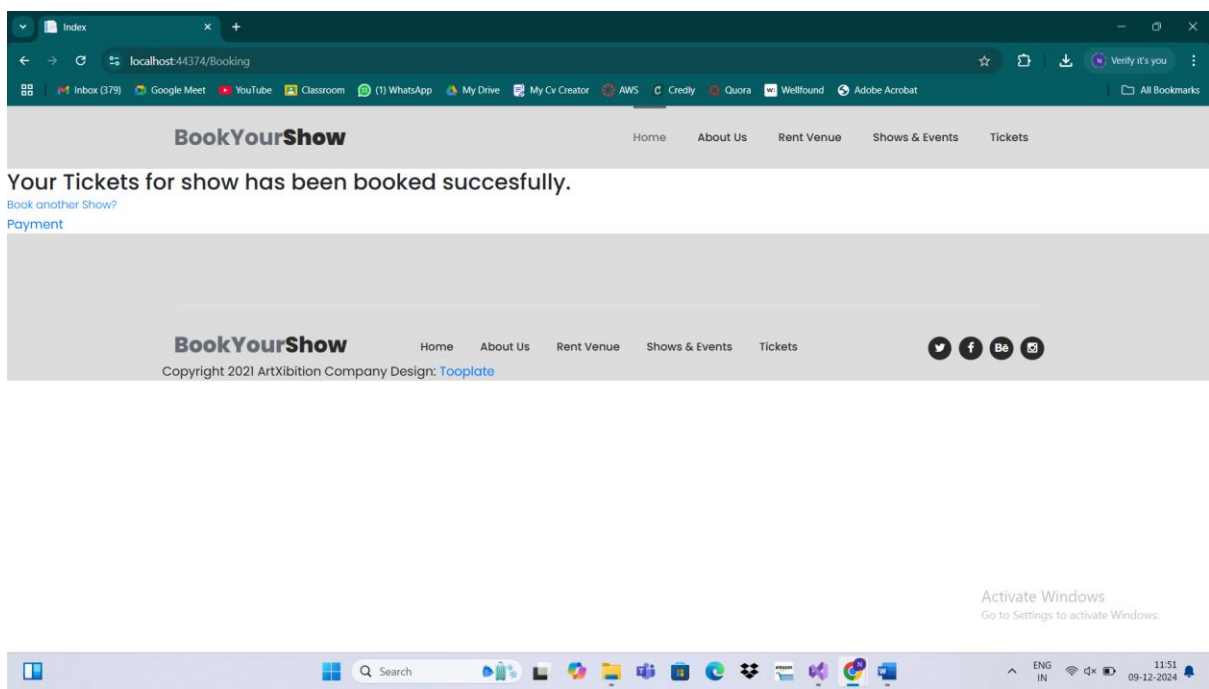 Index
localhost:44374/Booking
Verify it's you
Inbox (379) Google Meet YouTube Classroom (1) WhatsApp My Drive My Cv Creator AWS Credly Quora Wellfound Adobe Acrobat All Bookmarks
BookYourShow Home About Us Rent Venue Shows & Events Tickets
Your Tickets for show has been booked succesfully.
Book another Show?
Payment
BookYourShow Home About Us Rent Venue Shows & Events Tickets
Copyright 2021 ArtXibition Company Design: Tooplate
Activate Windows
Go to Settings to activate Windows.
Search
ENG 11:51
IN 09-12-2024